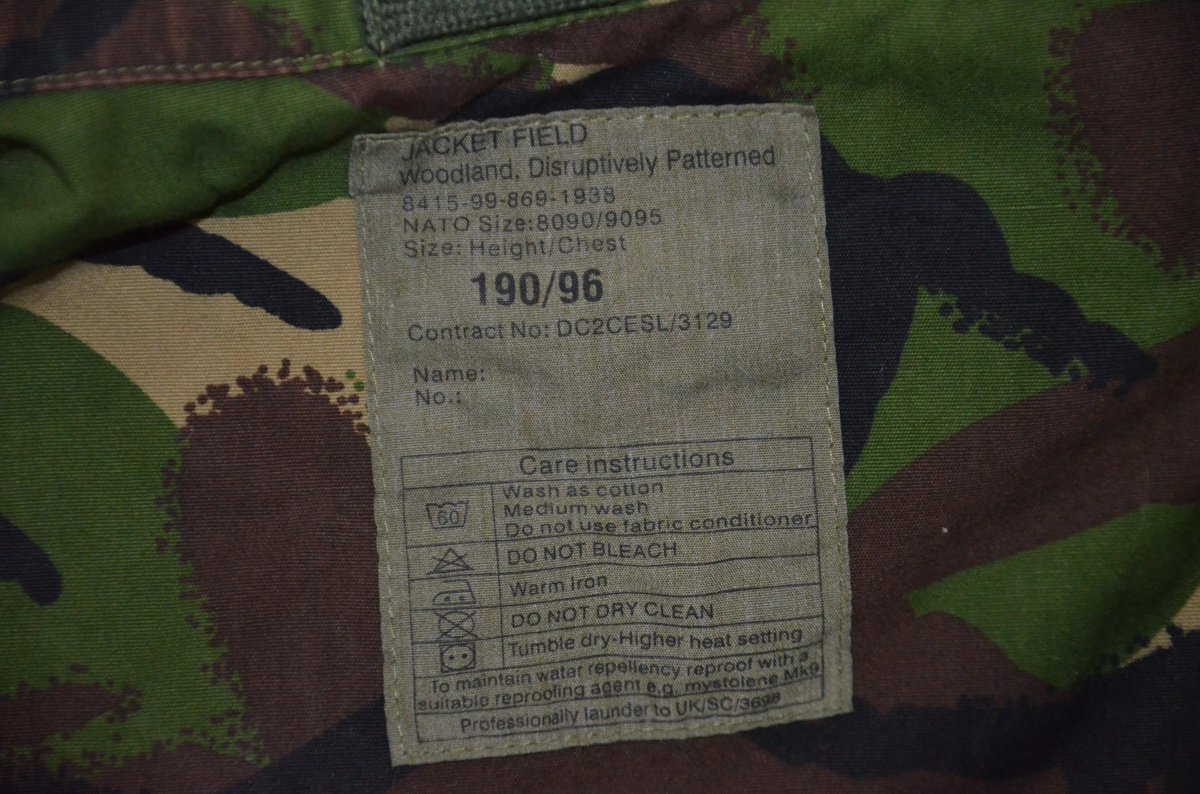 JACKET FIELD
Woodland, Disruptively Patterned
8415-99-869-1938
NATO Size:8090/9095
Size: Height/Chest
190/96
Contract No: DC2CESL/3129
Name:
No.:
Care instructions
60
Wash as cotton
Medium wash
Do not use fabric conditioner
DO NOT BLEACH
Warm Iron
DO NOT DRY CLEAN
Tumble dry-Higher heat setting
To maintain water repellency reproof with a
suitable reproofing agent e.g. mystolene Mk9
Professionally launder to UK/SC/3698